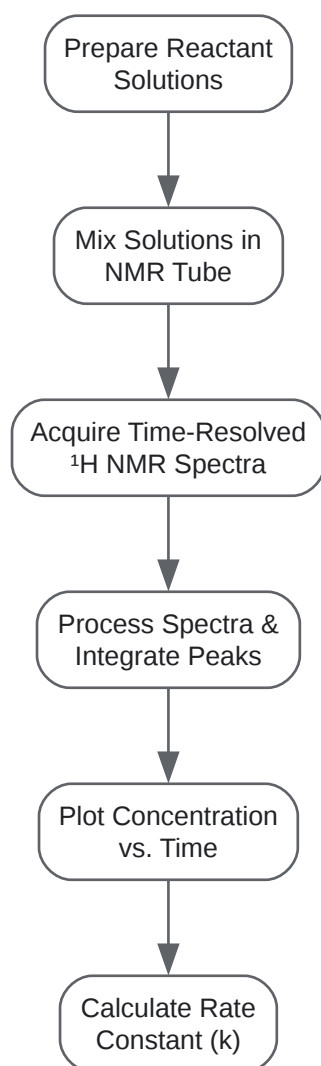 Prepare Reactant
Solutions
Mix Solutions in
NMR Tube
Acquire Time-Resolved
¹H NMR Spectra
Process Spectra &
Integrate Peaks
Plot Concentration
vs. Time
Calculate Rate
Constant (k)